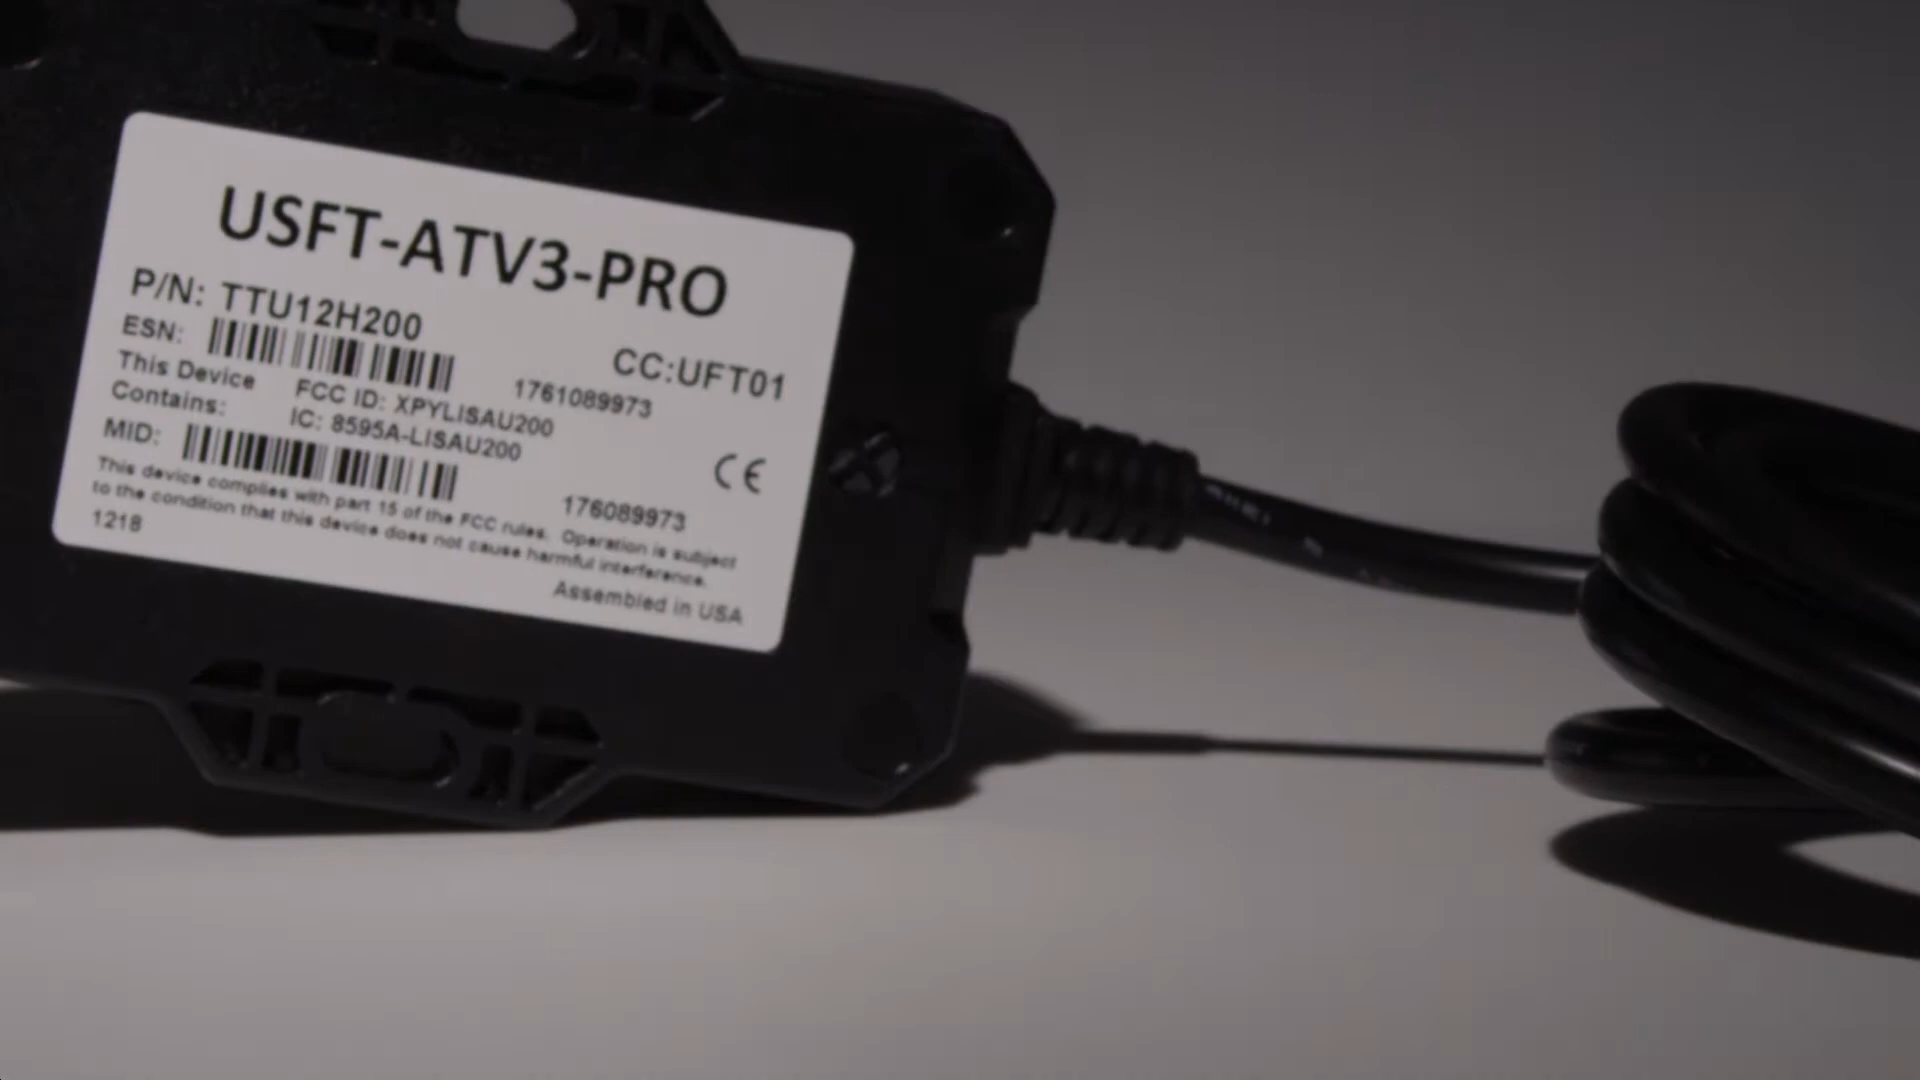 USFT-ATV3-PRO
P/N: TTU12H200
CC:UFT01
ESN:
1761089973
This Device Contains:
FCC ID: XPYLISAU200
IC: 8595A-LISAU200
MID:
176089973
CE
This device complies with part 15 of the FCC rules. Operation is subject
to the condition that this device does not cause harmful interference.
1218
Assembled in USA